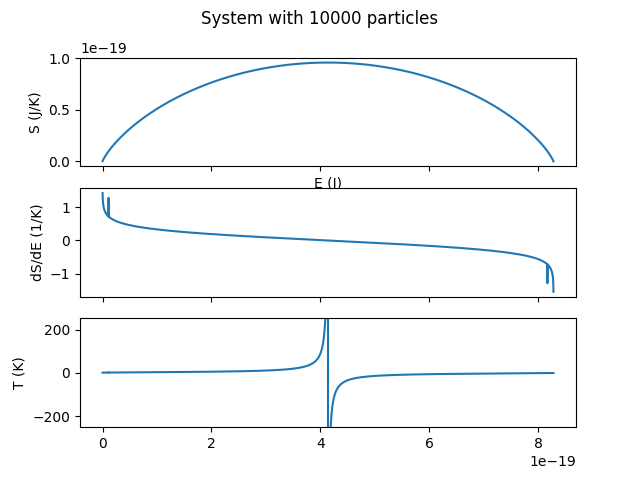 System with 10000 particles
1e−19
1.0
0.5
0.0
S (J/K)
E (J)
1
0
−1
dS/dE (1/K)
200
0
−200
T (K)
0 2 4 6 8
1e−19